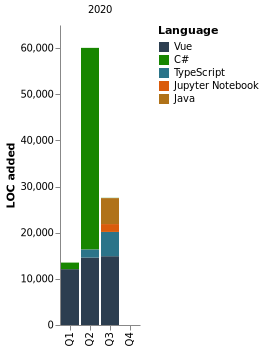 2020
Language
Vue
C#
TypeScript
Jupyter Notebook
Java
LOC added
60,000
50,000
40,000
30,000
20,000
10,000
0
Q1
Q2
Q3
Q4